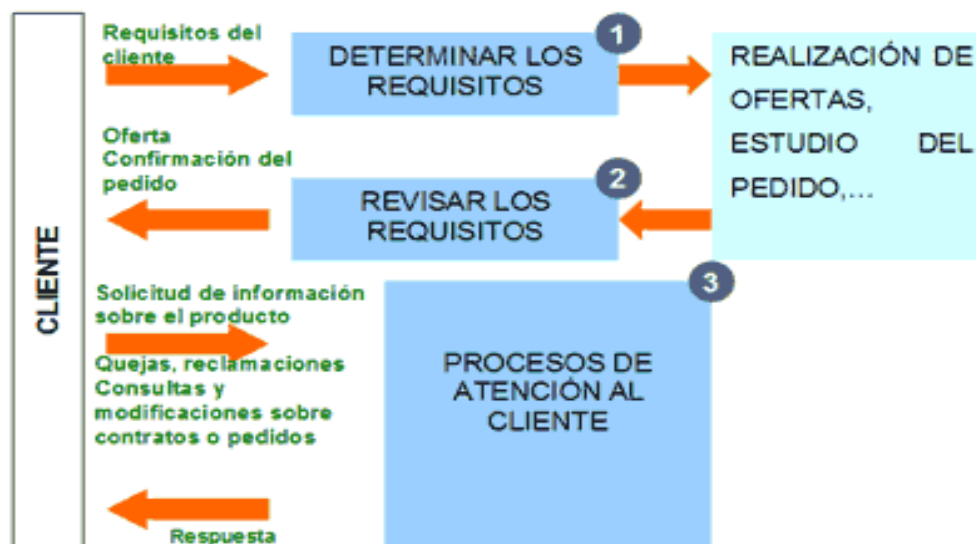 CLIENTE
Requisitos del
cliente
1
DETERMINAR LOS
REQUISITOS
REALIZACIÓN DE
OFERTAS,
ESTUDIO DEL
PEDIDO,...
Oferta
Confirmación del
pedido
2
REVISAR LOS
REQUISITOS
Solicitud de información
sobre el producto
Quejas, reclamaciones
Consultas y
modificaciones sobre
contratos o pedidos
3
PROCESOS DE
ATENCIÓN AL
CLIENTE
Respuesta